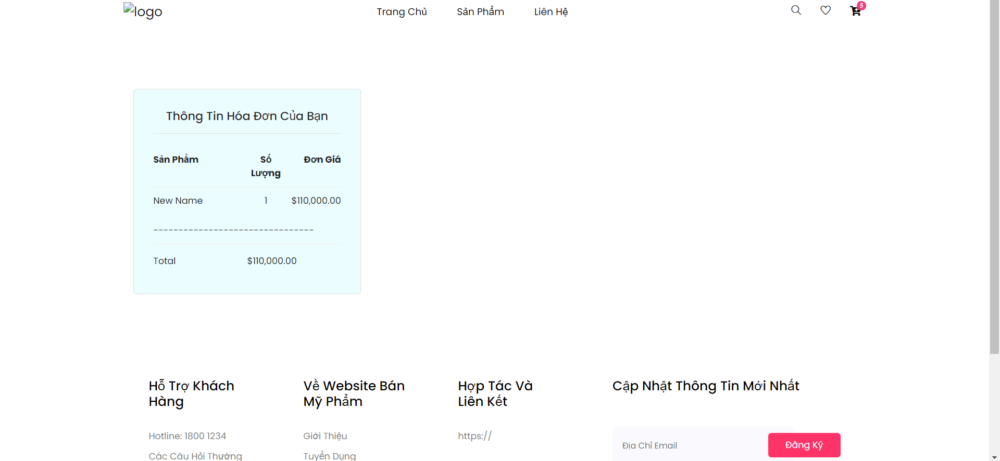 logo
Trang Chủ
Sản Phẩm
Liên Hệ
5
Thông Tin Hóa Đơn Của Bạn
Sản Phẩm
Số
Lượng
Đơn Giá
New Name 1 $110,000.00
--------------------------------
Total $110,000.00
Hỗ Trợ Khách
Hàng
Hotline: 1800 1234
Các Câu Hỏi Thường
Về Website Bán
Mỹ Phẩm
Giới Thiệu
Tuyển Dụng
Hợp Tác Và
Liên Kết
https://
Cập Nhật Thông Tin Mới Nhất
Địa Chỉ Email
Đăng Ký